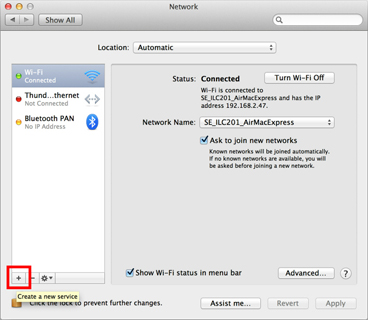 Network
Show All
Location: Automatic
Wi-Fi
Connected
Thund...thernet
Not Connected
Bluetooth PAN
No IP Address
Status: Connected
Turn Wi-Fi Off
Wi-Fi is connected to
SE_ILC201_AirMacExpress and has the IP
address 192.168.2.47.
Network Name: SE_ILC201_AirMacExpress
Ask to join new networks
Known networks will be joined automatically.
If no known networks are available, you will
be asked before joining a new network.
+ −
Create a new service
Show Wi-Fi status in menu bar
Advanced... ?
Click the lock to prevent further changes.
Assist me... Revert Apply